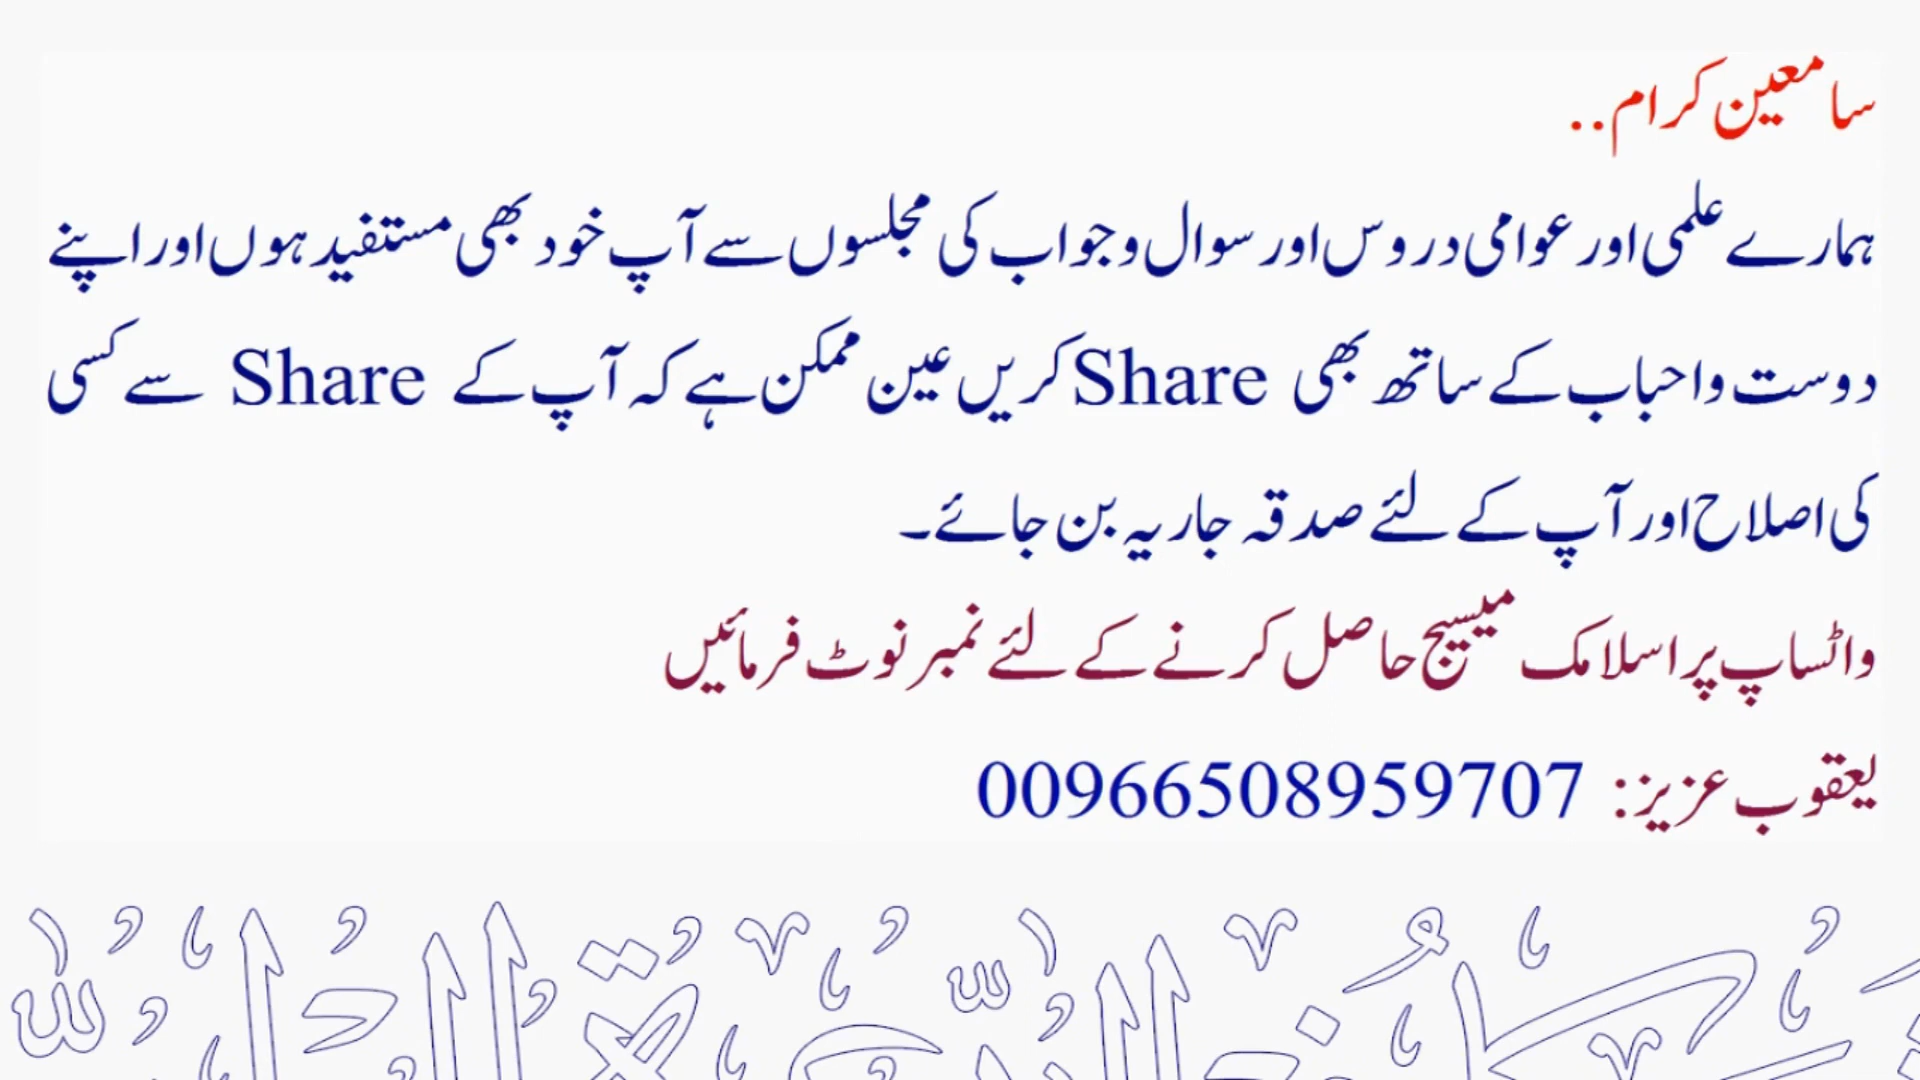 سامعین کرام..
ہمارے علمی اور عوامی دروس اور سوال و جواب کی مجلسوں سے آپ خود بھی مستفید ہوں اور اپنے
دوست و احباب کے ساتھ بھی Share کریں عین ممکن ہے کہ آپ کے Share سے کسی
کی اصلاح اور آپ کے لئے صدقہ جاریہ بن جائے۔
واٹساپ پر اسلامک میسیج حاصل کرنے کے لئے نمبر نوٹ فرمائیں
یعقوب عزیز: 00966508959707